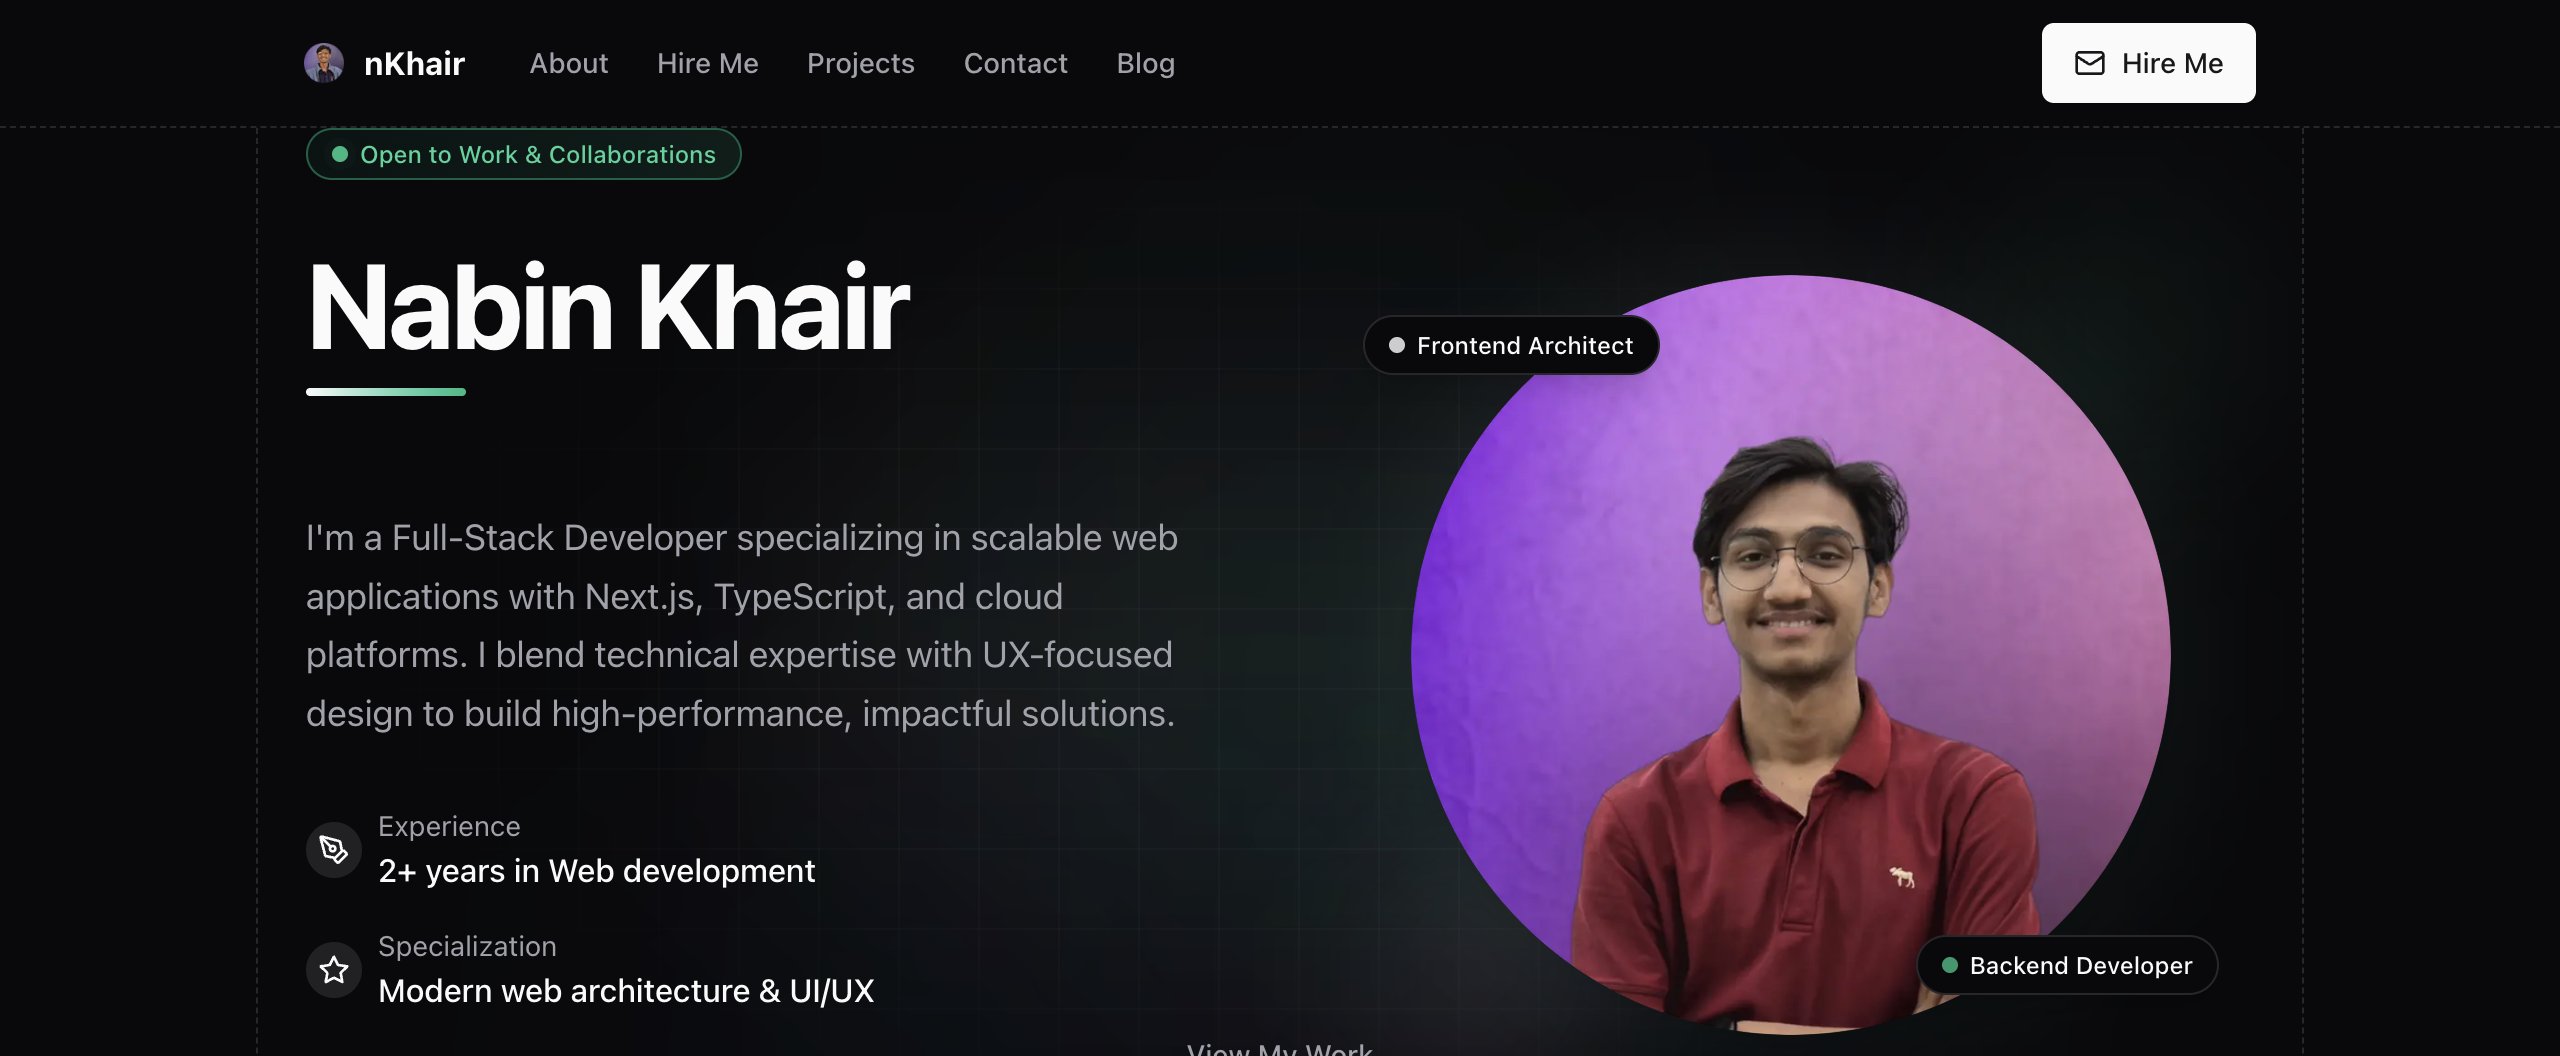 nKhair
About
Hire Me
Projects
Contact
Blog
Hire Me
Open to Work & Collaborations
Nabin Khair
I'm a Full-Stack Developer specializing in scalable web
applications with Next.js, TypeScript, and cloud
platforms. I blend technical expertise with UX-focused
design to build high-performance, impactful solutions.
Experience
2+ years in Web development
Specialization
Modern web architecture & UI/UX
Frontend Architect
Backend Developer
View My Work